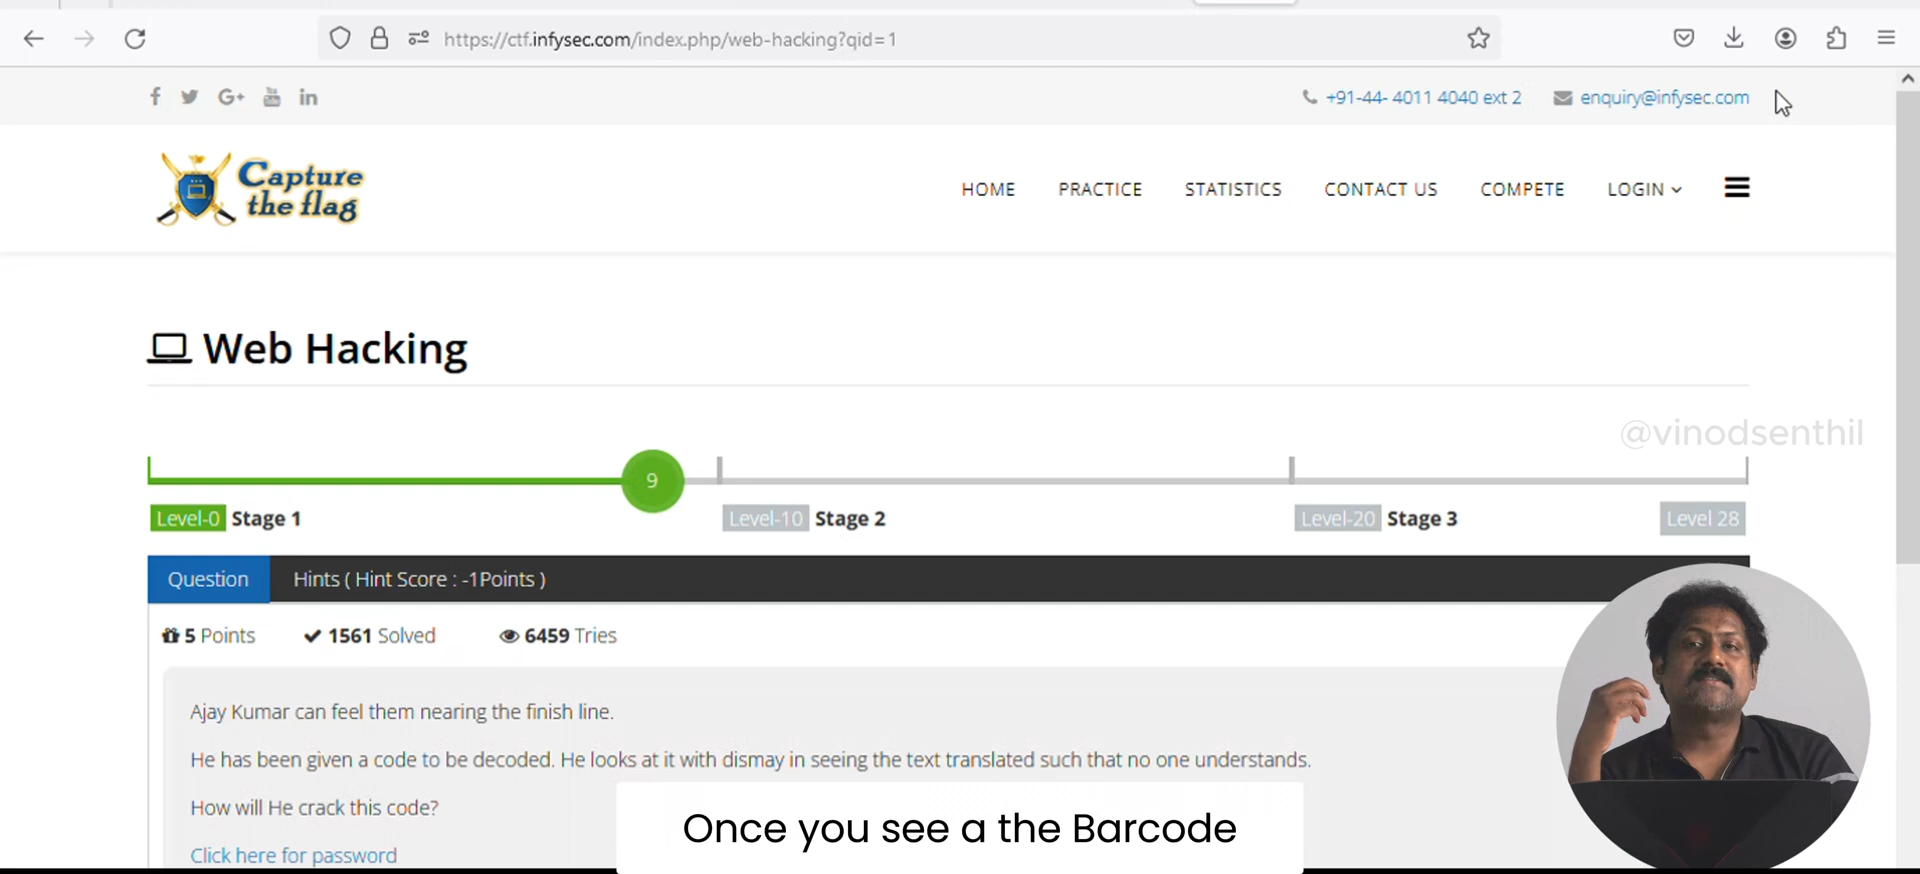 https://ctf.infysec.com/index.php/web-hacking?qid=1
+91-44- 4011 4040 ext 2 enquiry@infysec.com
Capture
the flag
HOME PRACTICE STATISTICS CONTACT US COMPETE LOGIN
Web Hacking
@vinodsenthil
9
Level-0 Stage 1 Level-10 Stage 2 Level-20 Stage 3 Level 28
Question Hints ( Hint Score : -1Points )
5 Points 1561 Solved 6459 Tries
Ajay Kumar can feel them nearing the finish line.
He has been given a code to be decoded. He looks at it with dismay in seeing the text translated such that no one understands.
How will He crack this code?
Click here for password
Once you see a the Barcode